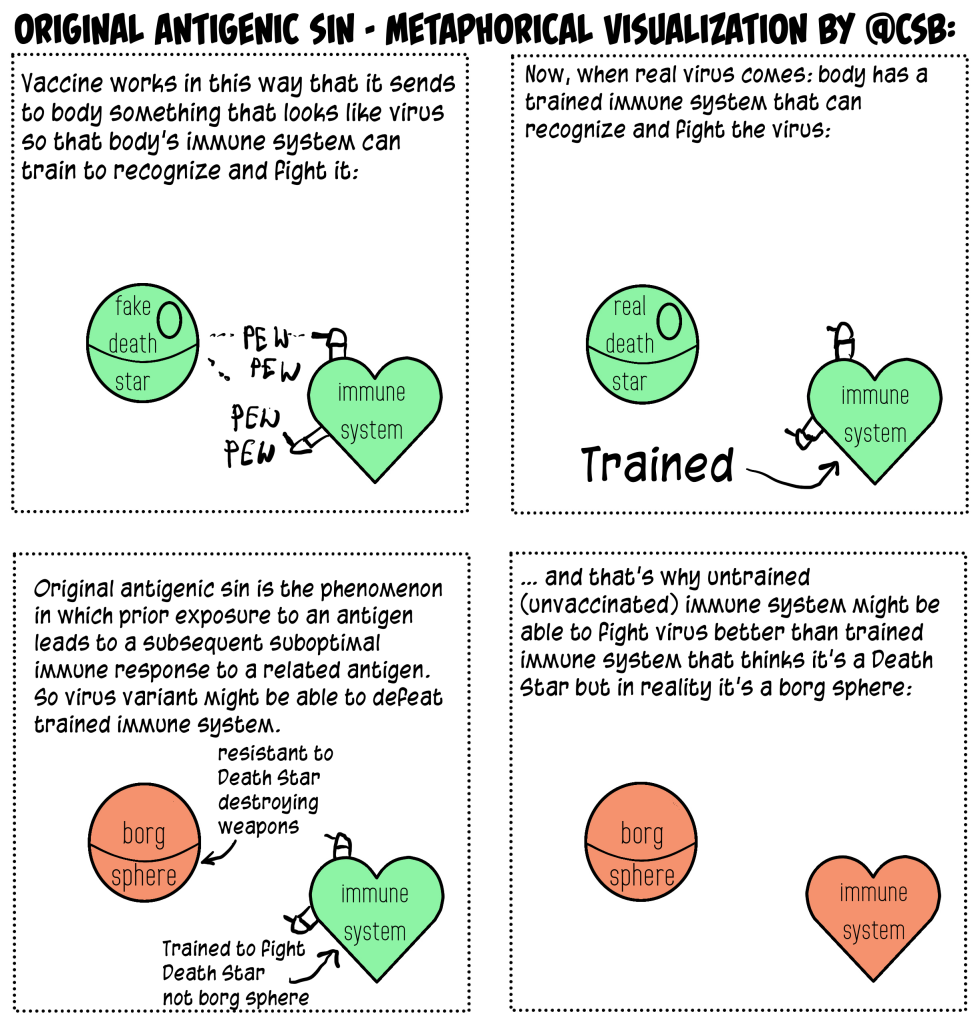 ORIGINAL ANTIGENIC SIN - METAPHORICAL VISUALIZATION BY @CSB:
Vaccine works in this way that it sends
to body something that looks like virus
so that body's immune system can
train to recognize and fight it:
fake
death
star
PEW
PEW
PEW
PEW
immune
system
Now, when real virus comes: body has a
trained immune system that can
recognize and fight the virus:
real
death
star
immune
system
Trained
Original antigenic sin is the phenomenon
in which prior exposure to an antigen
leads to a subsequent suboptimal
immune response to a related antigen.
So virus variant might be able to defeat
trained immune system.
resistant to
Death Star
destroying
weapons
borg
sphere
immune
system
Trained to fight
Death Star
not borg sphere
... and that's why untrained
(unvaccinated) immune system might be
able to fight virus better than trained
immune system that thinks it's a Death
Star but in reality it's a borg sphere:
borg
sphere
immune
system